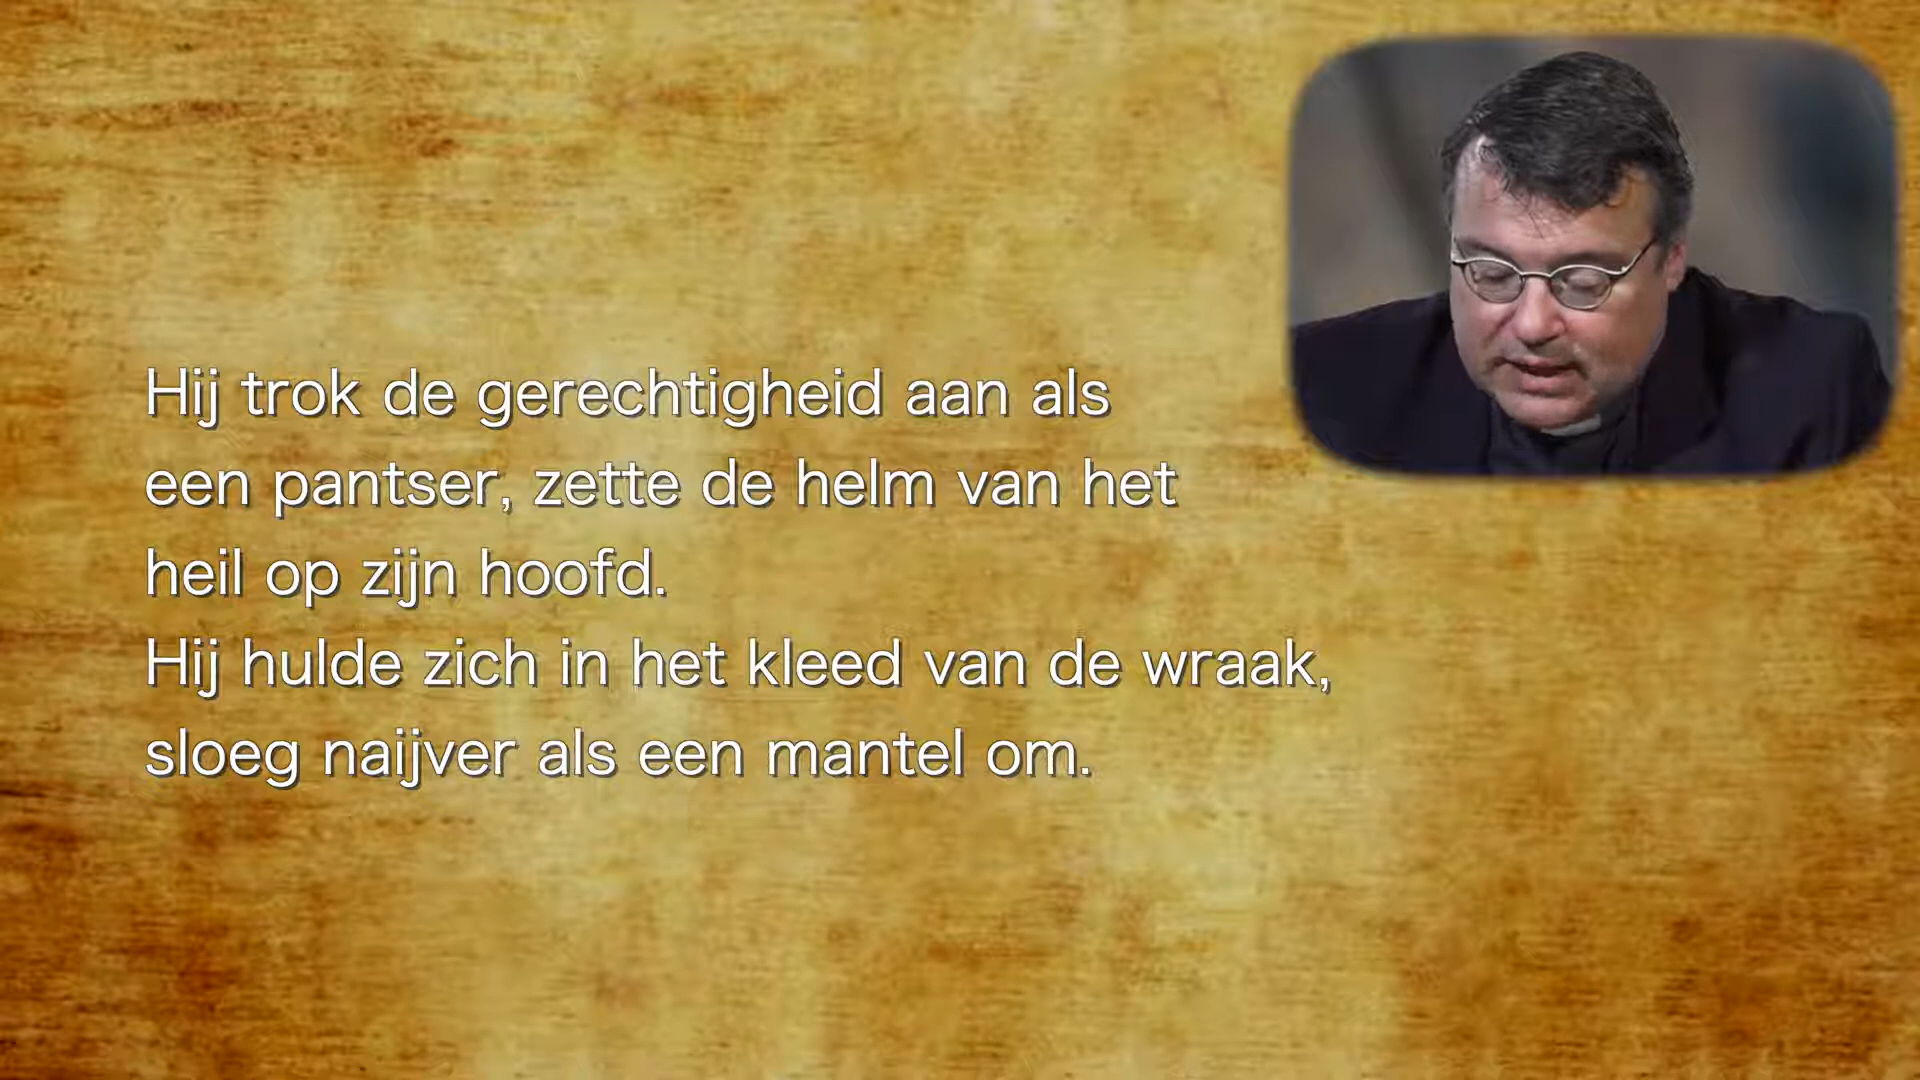 Hij trok de gerechtigheid aan als
een pantser, zette de helm van het
heil op zijn hoofd.
Hij hulde zich in het kleed van de wraak,
sloeg naijver als een mantel om.